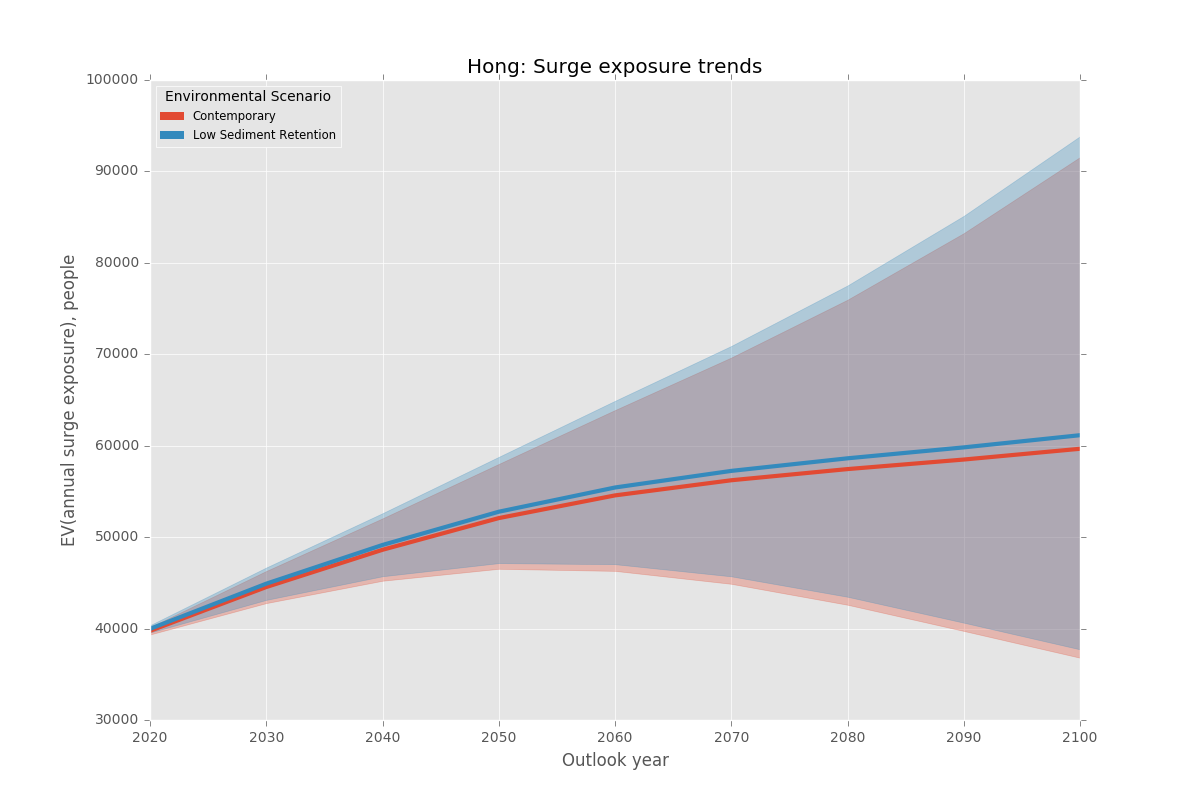 Hong: Surge exposure trends
Environmental Scenario
Contemporary
Low Sediment Retention
EV(annual surge exposure), people
100000
90000
80000
70000
60000
50000
40000
30000
2020 2030 2040 2050 2060 2070 2080 2090 2100
Outlook year